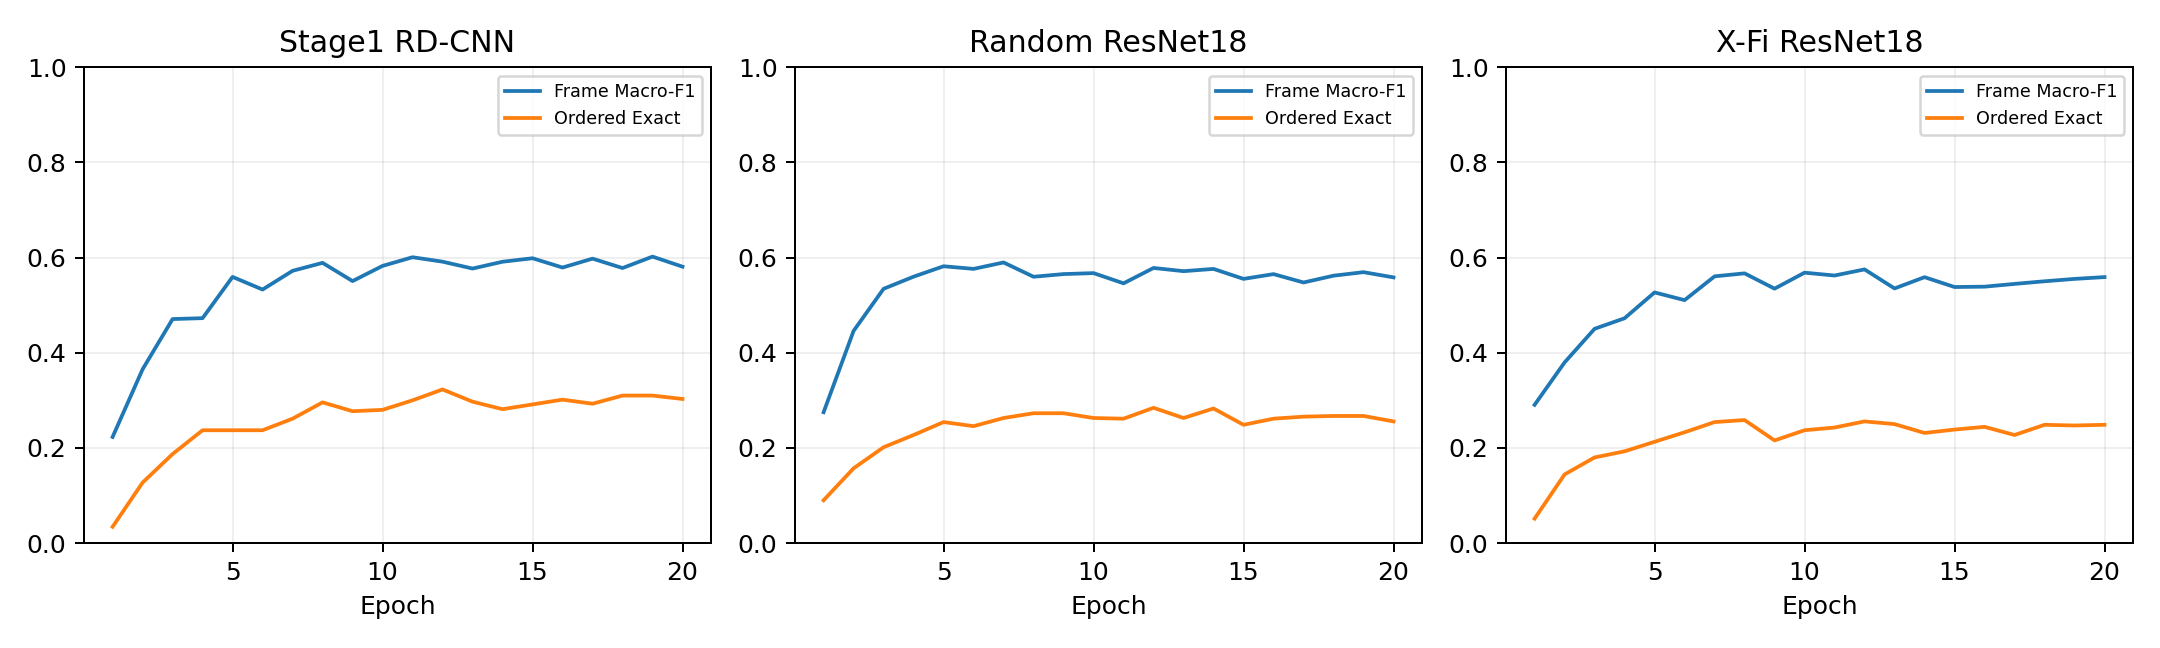 Stage1 RD-CNN
1.0
0.8
0.6
0.4
0.2
0.0
Frame Macro-F1
Ordered Exact
5 10 15 20
Epoch
Random ResNet18
1.0
0.8
0.6
0.4
0.2
0.0
Frame Macro-F1
Ordered Exact
5 10 15 20
Epoch
X-Fi ResNet18
1.0
0.8
0.6
0.4
0.2
0.0
Frame Macro-F1
Ordered Exact
5 10 15 20
Epoch